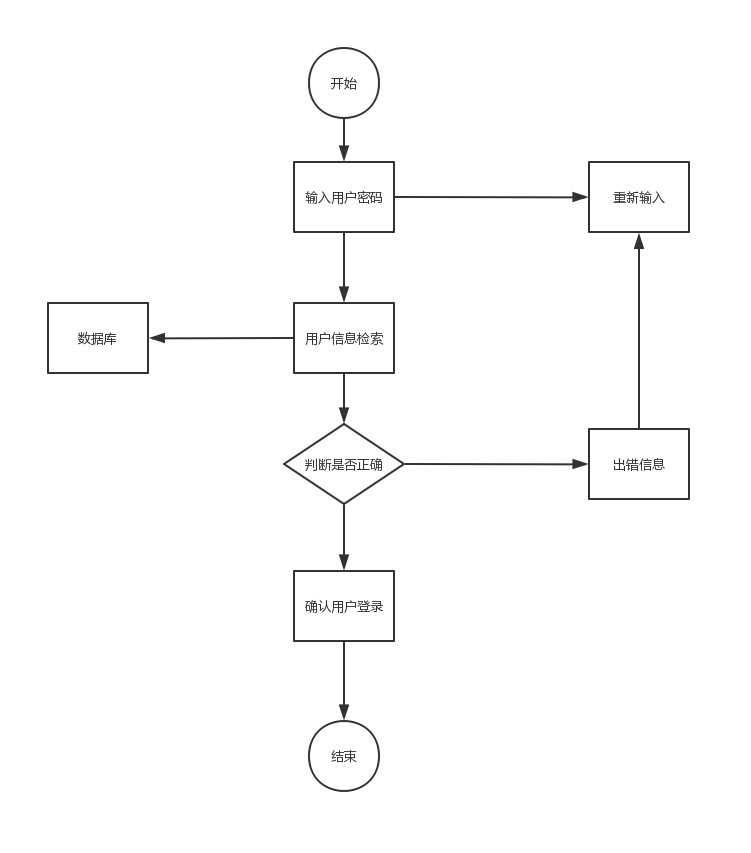 开始
输入用户密码
重新输入
数据库
用户信息检索
判断是否正确
出错信息
确认用户登录
结束